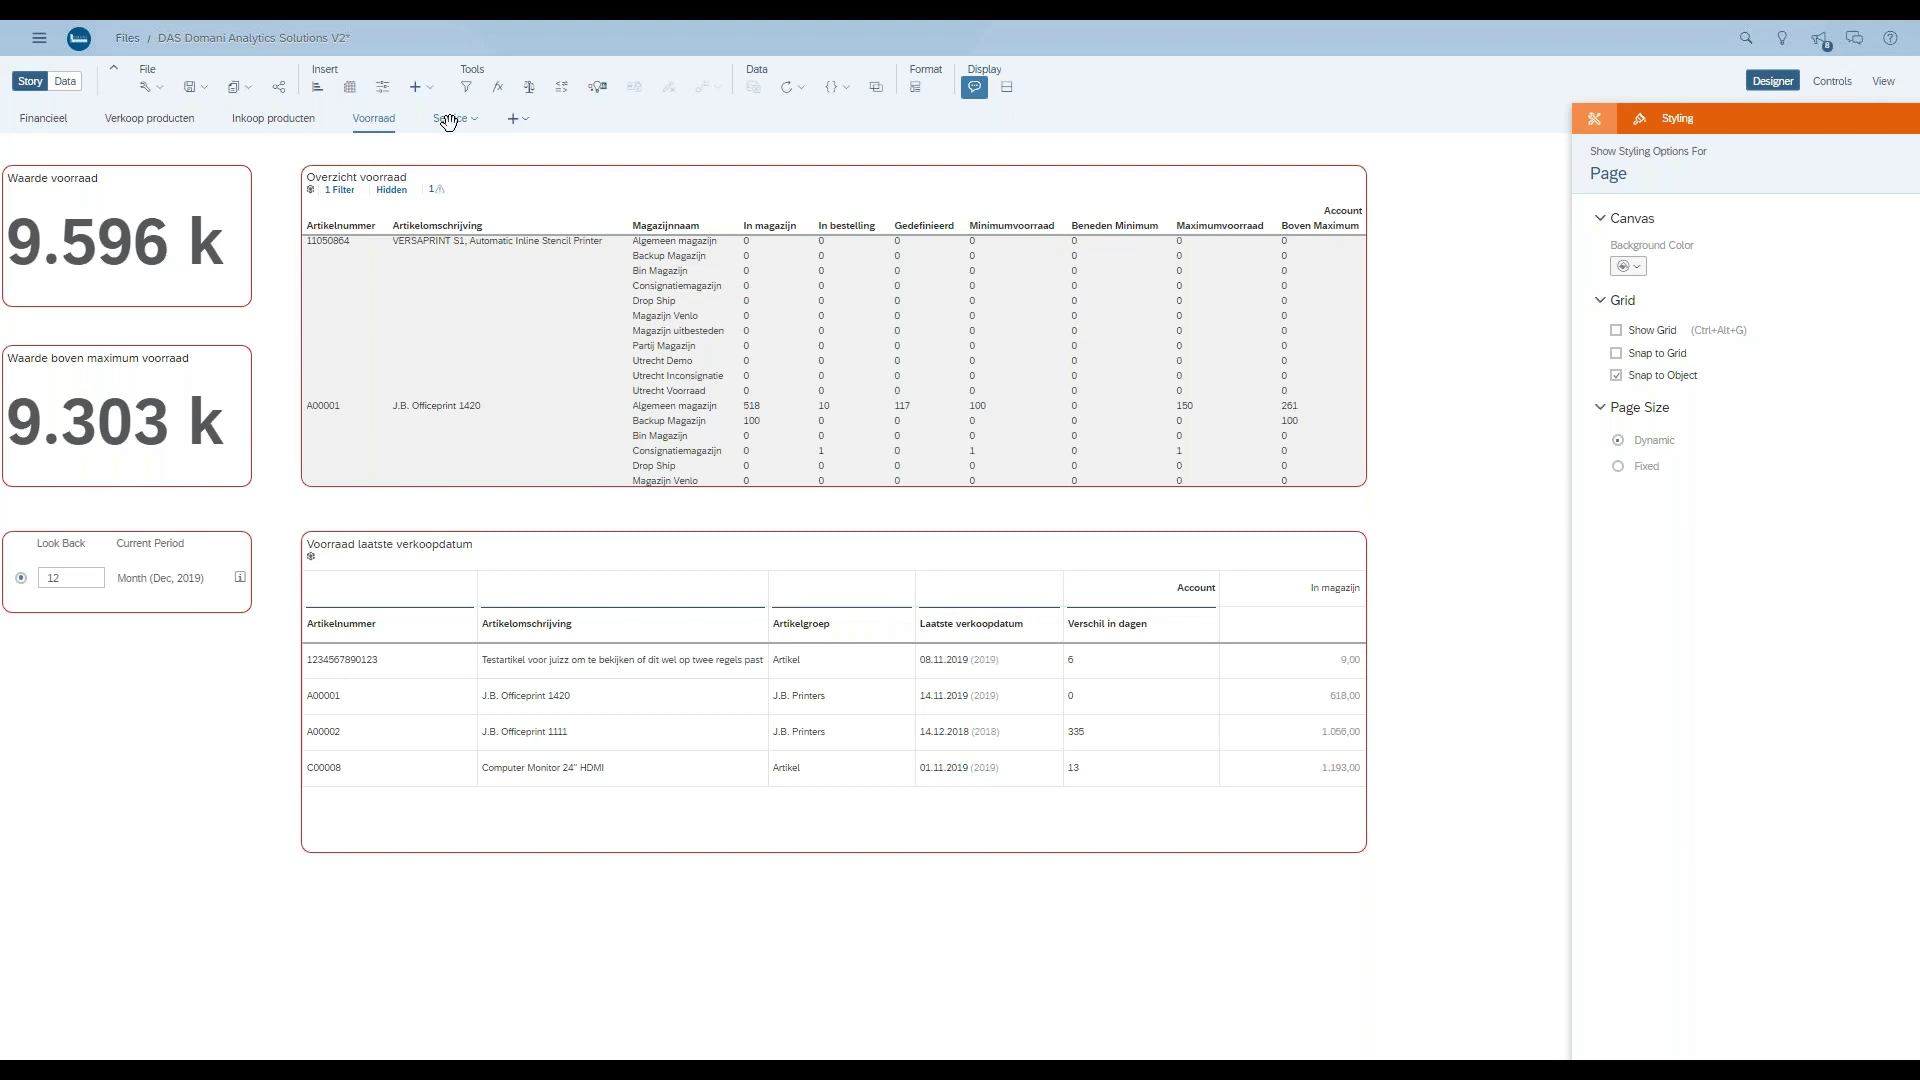 Files / DAS Domani Analytics Solutions V2*
8
Story Data
File Insert Tools Data Format Display
Designer Controls View
Financieel Verkoop producten Inkoop producten Voorraad
Styling
Show Styling Options For
Page
Canvas
Background Color
Grid
Show Grid (Ctrl+Alt+G)
Snap to Grid
Snap to Object
Page Size
Dynamic
Fixed
Waarde voorraad
9.596 k
Waarde boven maximum voorraad
9.303 k
Look Back Current Period
12 Month (Dec, 2019)
Overzicht voorraad
1 Filter Hidden 1
Account
Artikelnummer Artikelomschrijving Magazijnnaam In magazijn In bestelling Gedefinieerd Minimumvoorraad Beneden Minimum Maximumvoorraad Boven Maximum
11050864 VERSAPRINT S1, Automatic Inline Stencil Printer Algemeen magazijn 0 0 0 0 0 0 0
Backup Magazijn 0 0 0 0 0 0 0
Bin Magazijn 0 0 0 0 0 0 0
Consignatiemagazijn 0 0 0 0 0 0 0
Drop Ship 0 0 0 0 0 0 0
Magazijn Venlo 0 0 0 0 0 0 0
Magazijn uitbesteden 0 0 0 0 0 0 0
Partij Magazijn 0 0 0 0 0 0 0
Utrecht Demo 0 0 0 0 0 0 0
Utrecht Inconsignatie 0 0 0 0 0 0 0
Utrecht Voorraad 0 0 0 0 0 0 0
A00001 J.B. Officeprint 1420 Algemeen magazijn 518 10 117 100 0 150 261
Backup Magazijn 100 0 0 0 0 0 100
Bin Magazijn 0 0 0 0 0 0 0
Consignatiemagazijn 0 1 0 1 0 1 0
Drop Ship 0 0 0 0 0 0 0
Magazijn Venlo 0 0 0 0 0 0 0
Voorraad laatste verkoopdatum
Account In magazijn
Artikelnummer Artikelomschrijving Artikelgroep Laatste verkoopdatum Verschil in dagen
1234567890123 Testartikel voor juizz om te bekijken of dit wel op twee regels past Artikel 08.11.2019 (2019) 6 9,00
A00001 J.B. Officeprint 1420 J.B. Printers 14.11.2019 (2019) 0 618,00
A00002 J.B. Officeprint 1111 J.B. Printers 14.12.2018 (2018) 335 1.056,00
C00008 Computer Monitor 24" HDMI Artikel 01.11.2019 (2019) 13 1.193,00